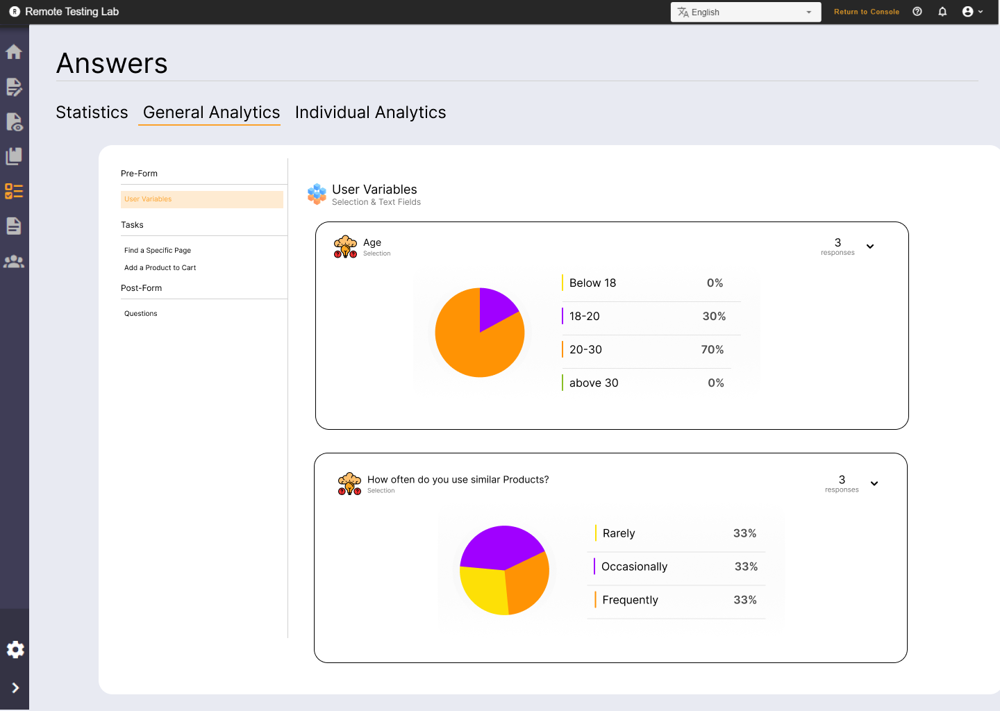 R Remote Testing Lab
English
Return to Console
Answers
Statistics General Analytics Individual Analytics
Pre-Form
User Variables
Tasks
Find a Specific Page
Add a Product to Cart
Post-Form
Questions
User Variables
Selection & Text Fields
Age
Selection
3
responses
Below 18 0%
18-20 30%
20-30 70%
above 30 0%
How often do you use similar Products?
Selection
3
responses
Rarely 33%
Occasionally 33%
Frequently 33%